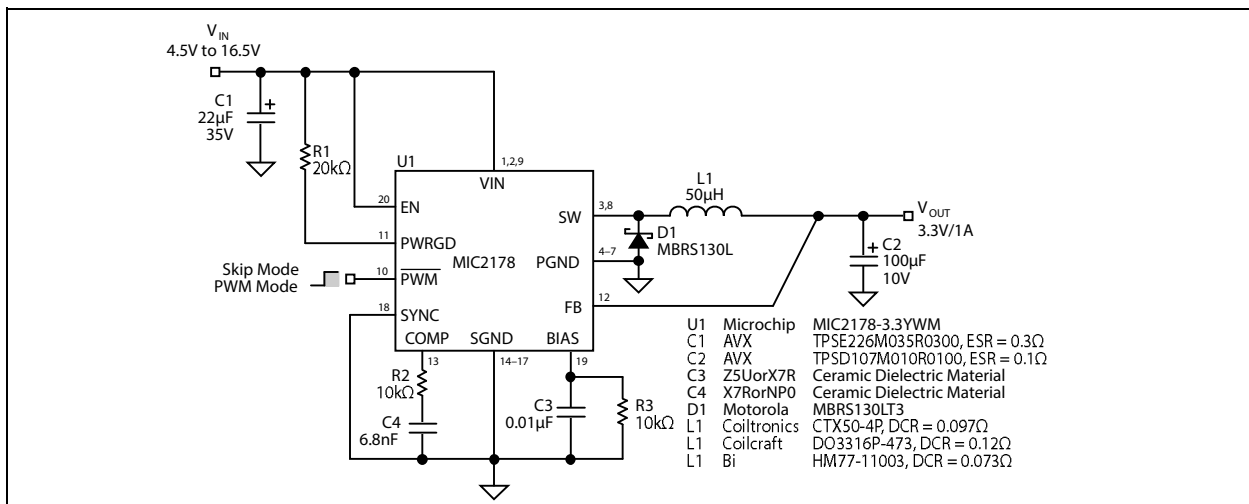 V_IN
4.5V to 16.5V
C1
22µF
35V
+
R1
20kΩ
U1
1,2,9
VIN
20
EN
11
PWRGD
Skip Mode
PWM Mode
10
PWM
MIC2178
18
SYNC
COMP
SGND
BIAS
SW
3,8
PGND
4–7
FB
12
L1
50µH
D1
MBRS130L
V_OUT
3.3V/1A
+
C2
100µF
10V
13
14–17
19
R2
10kΩ
C4
6.8nF
C3
0.01µF
R3
10kΩ
U1 Microchip MIC2178-3.3YWM
C1 AVX TPSE226M035R0300, ESR = 0.3Ω
C2 AVX TPSD107M010R0100, ESR = 0.1Ω
C3 Z5UorX7R Ceramic Dielectric Material
C4 X7RorNP0 Ceramic Dielectric Material
D1 Motorola MBRS130LT3
L1 Coiltronics CTX50-4P, DCR = 0.097Ω
L1 Coilcraft DO3316P-473, DCR = 0.12Ω
L1 Bi HM77-11003, DCR = 0.073Ω